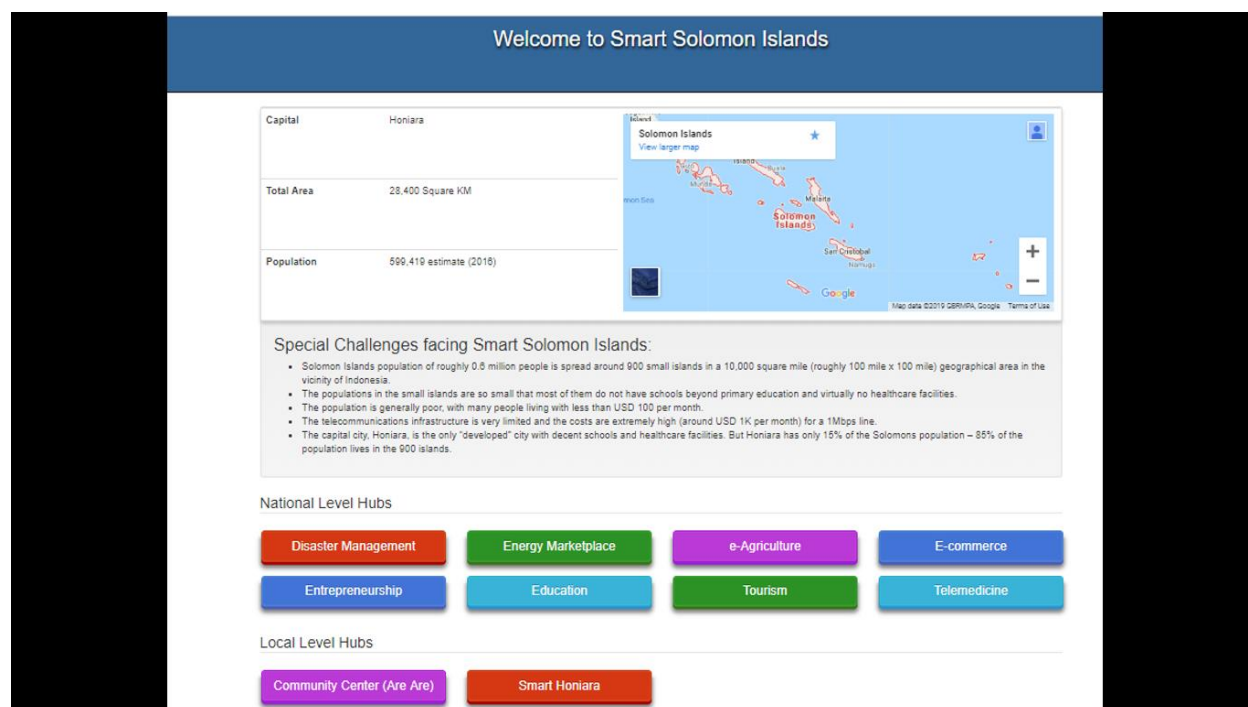 Welcome to Smart Solomon Islands
Capital Honiara
Total Area 28,400 Square KM
Population 599,419 estimate (2016)
Island
Solomon Islands
View larger map
Island
Buala
Munda
Malaita
mon Sea
Solomon
Islands
San Cristobal
Namuga
Google
Map data ©2019 GBRMPA, Google Terms of Use
Special Challenges facing Smart Solomon Islands:
Solomon Islands population of roughly 0.6 million people is spread around 900 small islands in a 10,000 square mile (roughly 100 mile x 100 mile) geographical area in the
vicinity of Indonesia.
The populations in the small islands are so small that most of them do not have schools beyond primary education and virtually no healthcare facilities.
The population is generally poor, with many people living with less than USD 100 per month.
The telecommunications infrastructure is very limited and the costs are extremely high (around USD 1K per month) for a 1Mbps line.
The capital city, Honiara, is the only "developed" city with decent schools and healthcare facilities. But Honiara has only 15% of the Solomons population – 85% of the
population lives in the 900 islands.
National Level Hubs
Disaster Management Energy Marketplace e-Agriculture E-commerce
Entrepreneurship Education Tourism Telemedicine
Local Level Hubs
Community Center (Are Are) Smart Honiara